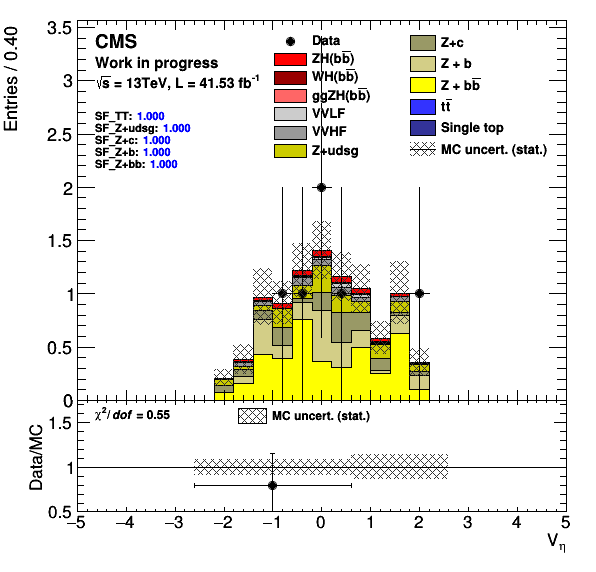 Entries / 0.40
3.5
3
2.5
2
1.5
1
0.5
0
CMS
Work in progress
√s = 13TeV, L = 41.53 fb⁻¹
SF_TT: 1.000
SF_Z+udsg: 1.000
SF_Z+c: 1.000
SF_Z+b: 1.000
SF_Z+bb: 1.000
Data
ZH(bb̅)
WH(bb̅)
ggZH(bb̅)
VVLF
VVHF
Z+udsg
Z+c
Z + b
Z + bb̅
tt̅
Single top
MC uncert. (stat.)
Data/MC
1.5
1
0.5
χ²/dof = 0.55
MC uncert. (stat.)
−5 −4 −3 −2 −1 0 1 2 3 4 5
V_η